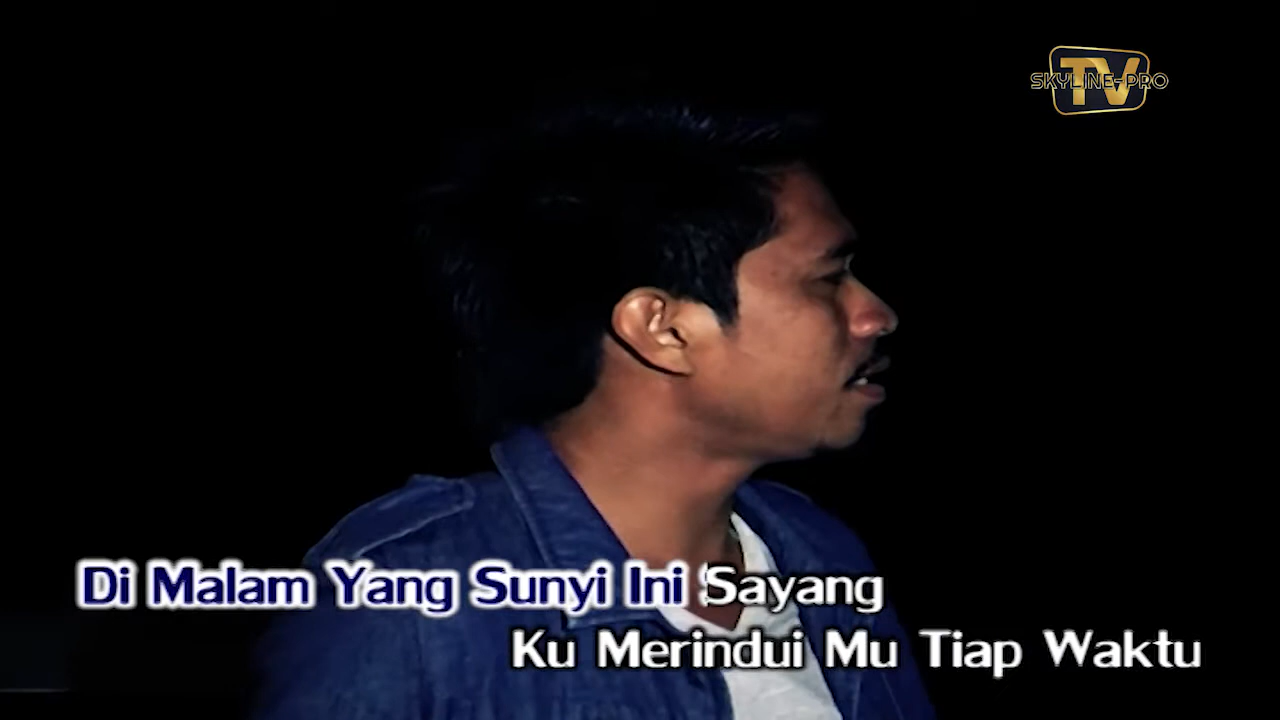 TV
SKYLINE-PRO
Di Malam Yang Sunyi Ini Sayang
Ku Merindui Mu Tiap Waktu